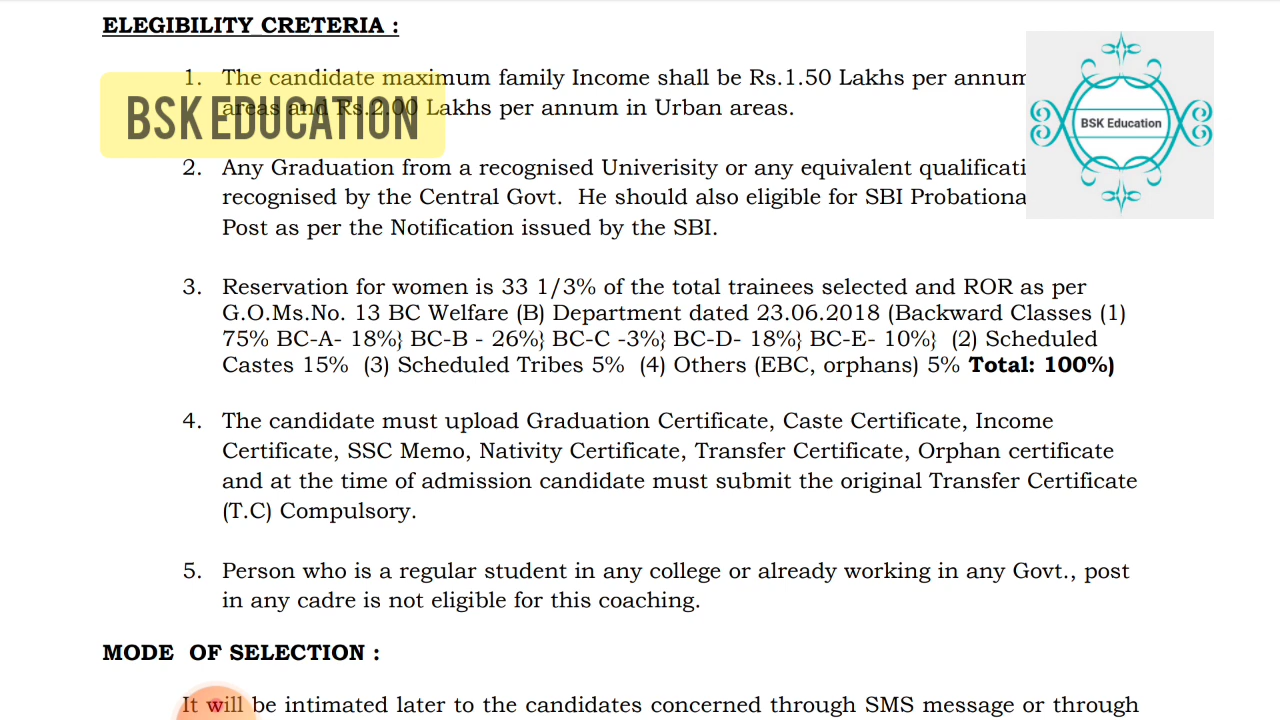 ELEGIBILITY CRETERIA :
1. The candidate maximum family Income shall be Rs.1.50 Lakhs per annum
areas and Rs.2.00 Lakhs per annum in Urban areas.
BSK EDUCATION
BSK Education
2. Any Graduation from a recognised Univerisity or any equivalent
recognised by the Central Govt. He should also eligible for SBI
Post as per the Notification issued by the SBI.
3. Reservation for women is 33 1/3% of the total trainees selected and ROR as per
G.O.Ms.No. 13 BC Welfare (B) Department dated 23.06.2018 (Backward Classes (1)
75% BC-A- 18%} BC-B - 26%} BC-C -3%} BC-D- 18%} BC-E- 10%} (2) Scheduled
Castes 15% (3) Scheduled Tribes 5% (4) Others (EBC, orphans) 5% Total: 100%)
4. The candidate must upload Graduation Certificate, Caste Certificate, Income
Certificate, SSC Memo, Nativity Certificate, Transfer Certificate, Orphan certificate
and at the time of admission candidate must submit the original Transfer Certificate
(T.C) Compulsory.
5. Person who is a regular student in any college or already working in any Govt., post
in any cadre is not eligible for this coaching.
MODE OF SELECTION :
It will be intimated later to the candidates concerned through SMS message or through